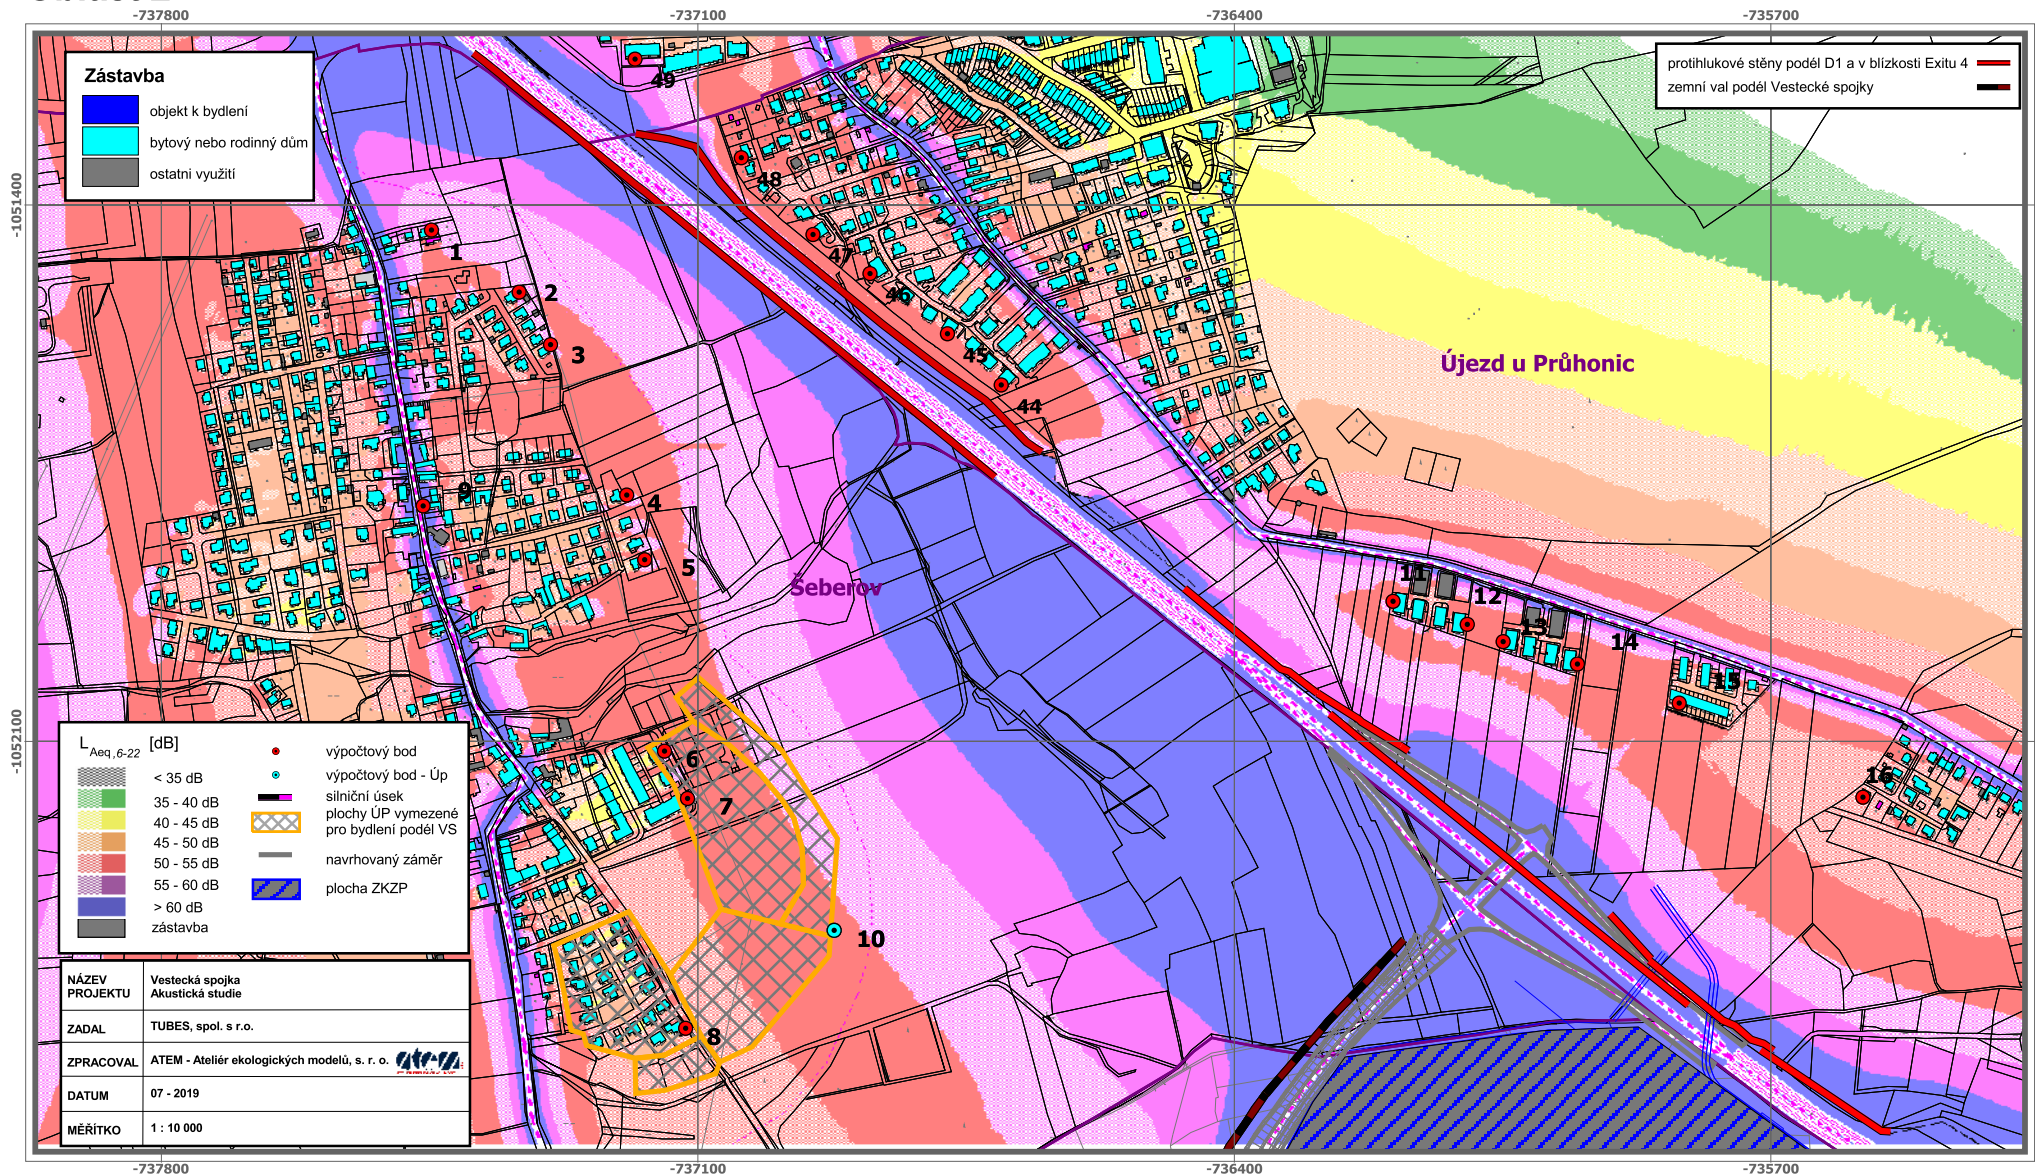 -737800
-737100
-736400
-735700
-1051400
-1052100
Zástavba
objekt k bydlení
bytový nebo rodinný dům
ostatni využití
protihlukové stěny podél D1 a v blízkosti Exitu 4
zemní val podél Vestecké spojky
49
48
1
47
2
46
3
45
44
Újezd u Průhonic
9
4
5
Šeberov
11
12
13
14
15
6
7
16
10
8
L Aeq,6-22 [dB]
< 35 dB
35 - 40 dB
40 - 45 dB
45 - 50 dB
50 - 55 dB
55 - 60 dB
> 60 dB
zástavba
výpočtový bod
výpočtový bod - Úp
silniční úsek
plochy ÚP vymezené
pro bydlení podél VS
navrhovaný záměr
plocha ZKZP
NÁZEV PROJEKTU
Vestecká spojka
Akustická studie
ZADAL
TUBES, spol. s r.o.
ZPRACOVAL
ATEM - Ateliér ekologických modelů, s. r. o.
atem
DATUM
07 - 2019
MĚŘÍTKO
1 : 10 000
-737800
-737100
-736400
-735700